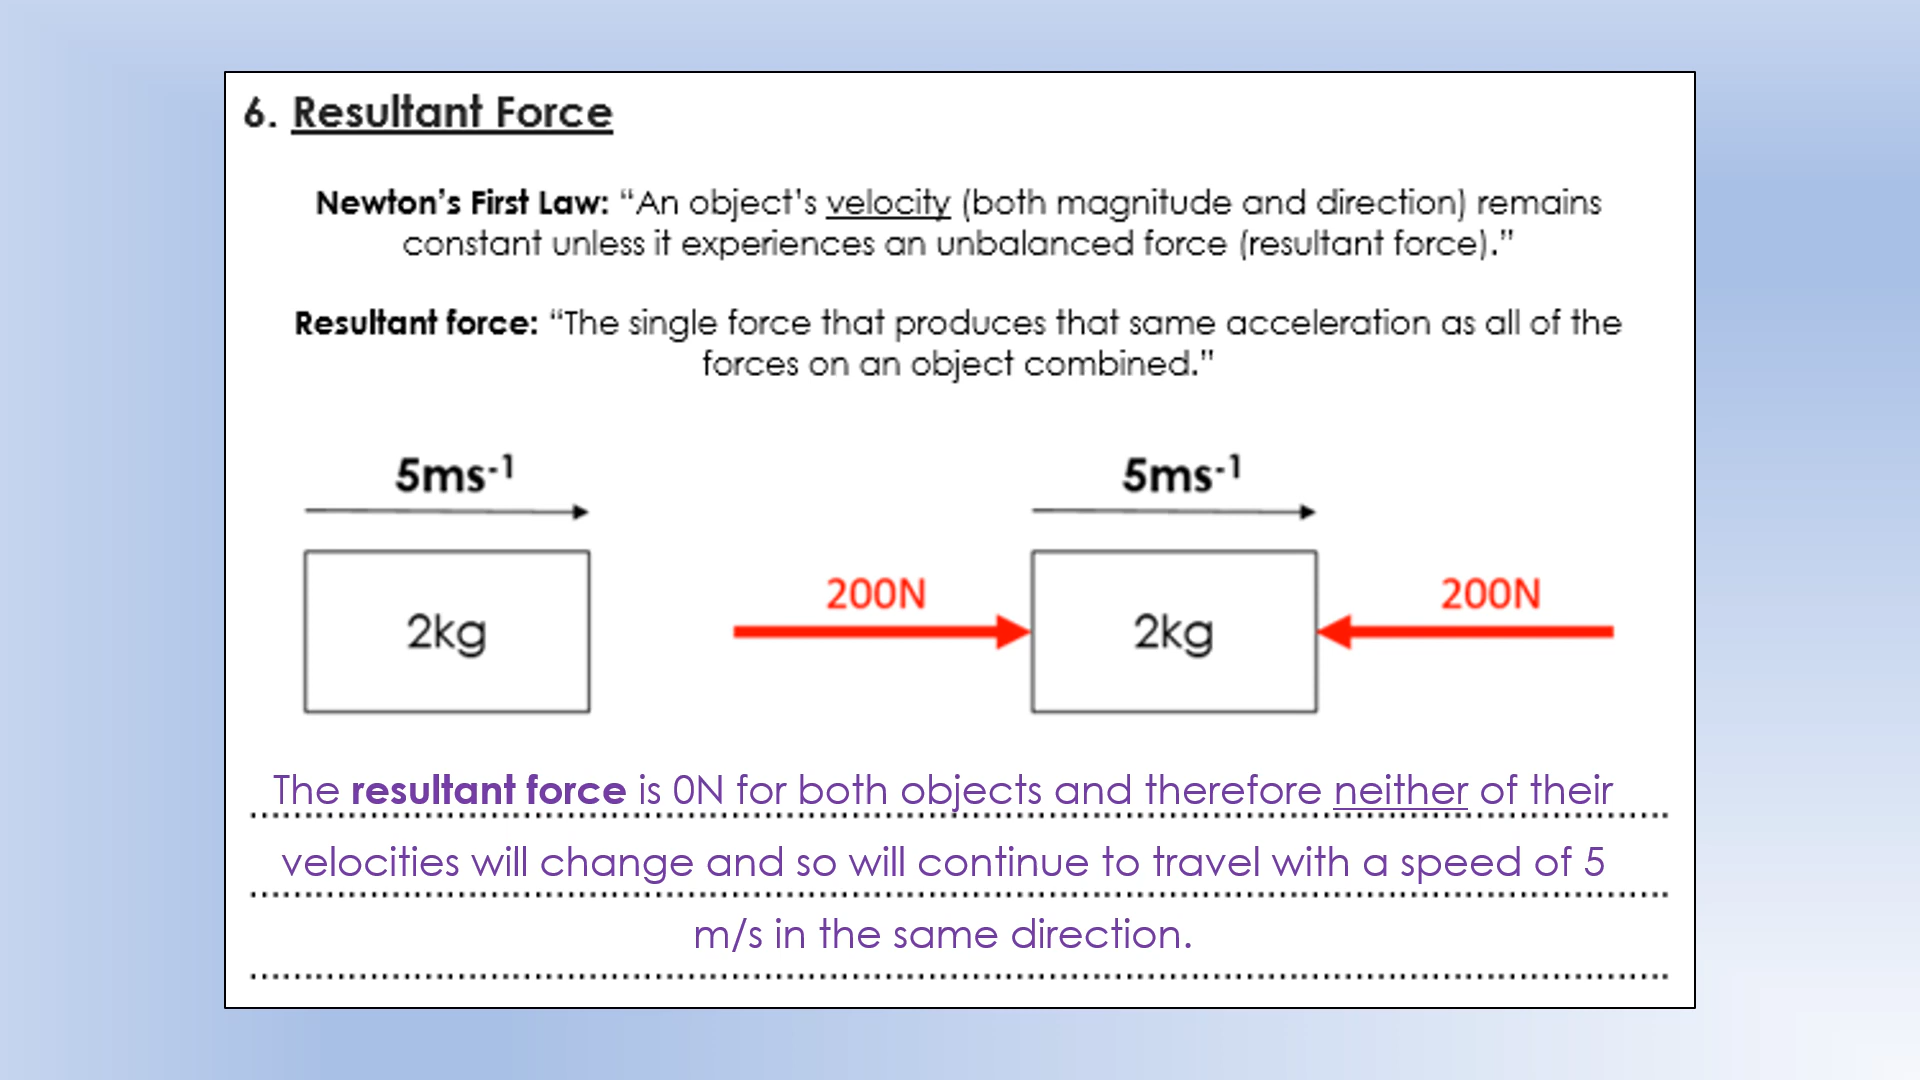 6. Resultant Force
Newton's First Law: “An object's velocity (both magnitude and direction) remains
constant unless it experiences an unbalanced force (resultant force).”
Resultant force: “The single force that produces that same acceleration as all of the
forces on an object combined.”
5ms-1
5ms-1
200N
200N
2kg
2kg
The resultant force is 0N for both objects and therefore neither of their
velocities will change and so will continue to travel with a speed of 5
m/s in the same direction.